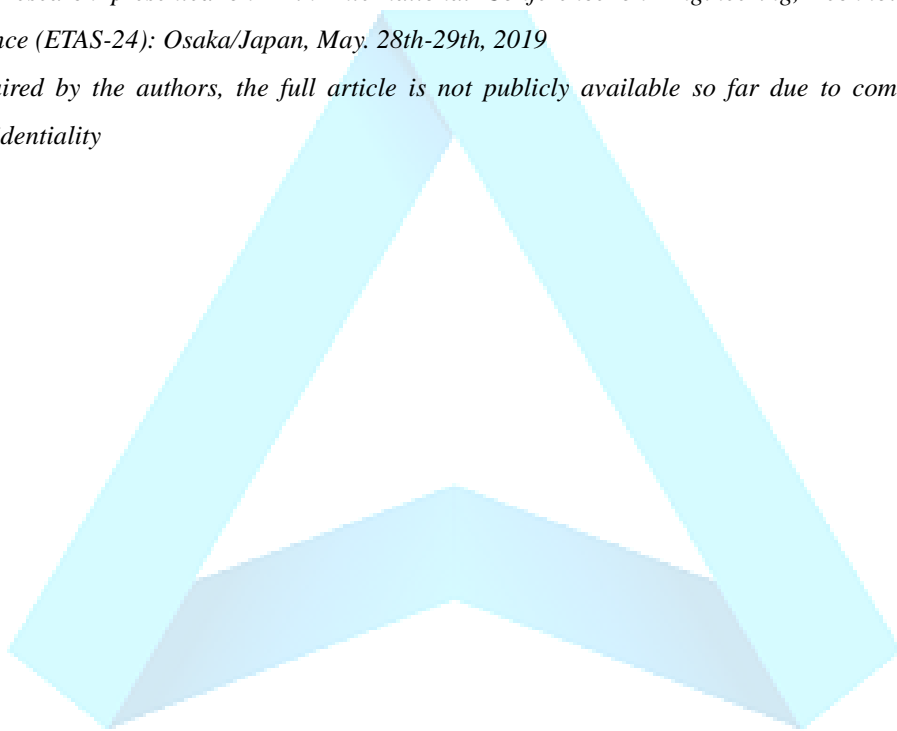 nce (ETAS-24): Osaka/Japan, May. 28th-29th, 2019
ired by the authors, the full article is not publicly available so far due to com
dentiality